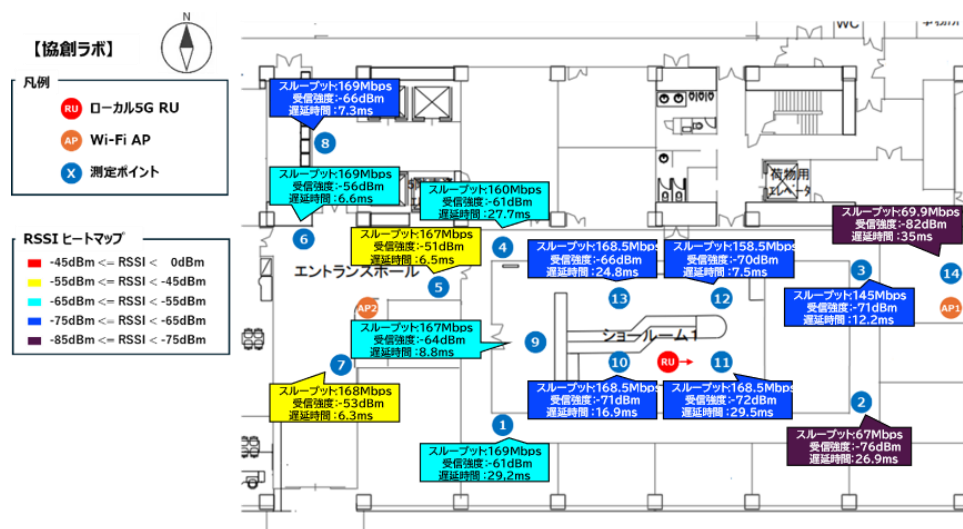 【協創ラボ】
N
凡例
RU ローカル5G RU
AP Wi-Fi AP
X 測定ポイント
RSSI ヒートマップ
-45dBm <= RSSI < 0dBm
-55dBm <= RSSI < -45dBm
-65dBm <= RSSI < -55dBm
-75dBm <= RSSI < -65dBm
-85dBm <= RSSI < -75dBm
WC
事務所
スループット:169Mbps
受信強度:-66dBm
遅延時間:7.3ms
8
スループット:169Mbps
受信強度:-56dBm
遅延時間:6.6ms
6
スループット:160Mbps
受信強度:-61dBm
遅延時間:27.7ms
4
荷物用
エレベータ
スループット:69.9Mbps
受信強度:-82dBm
遅延時間:35ms
14
エントランスホール
スループット:167Mbps
受信強度:-51dBm
遅延時間:6.5ms
5
スループット:168.5Mbps
受信強度:-66dBm
遅延時間:24.8ms
13
スループット:158.5Mbps
受信強度:-70dBm
遅延時間:7.5ms
12
3
スループット:145Mbps
受信強度:-71dBm
遅延時間:12.2ms
AP1
AP2
スループット:167Mbps
受信強度:-64dBm
遅延時間:8.8ms
9
ショールーム1
10
RU
11
7
スループット:168Mbps
受信強度:-53dBm
遅延時間:6.3ms
スループット:168.5Mbps
受信強度:-71dBm
遅延時間:16.9ms
スループット:168.5Mbps
受信強度:-72dBm
遅延時間:29.5ms
2
スループット:67Mbps
受信強度:-76dBm
遅延時間:26.9ms
1
スループット:169Mbps
受信強度:-61dBm
遅延時間:29,2ms